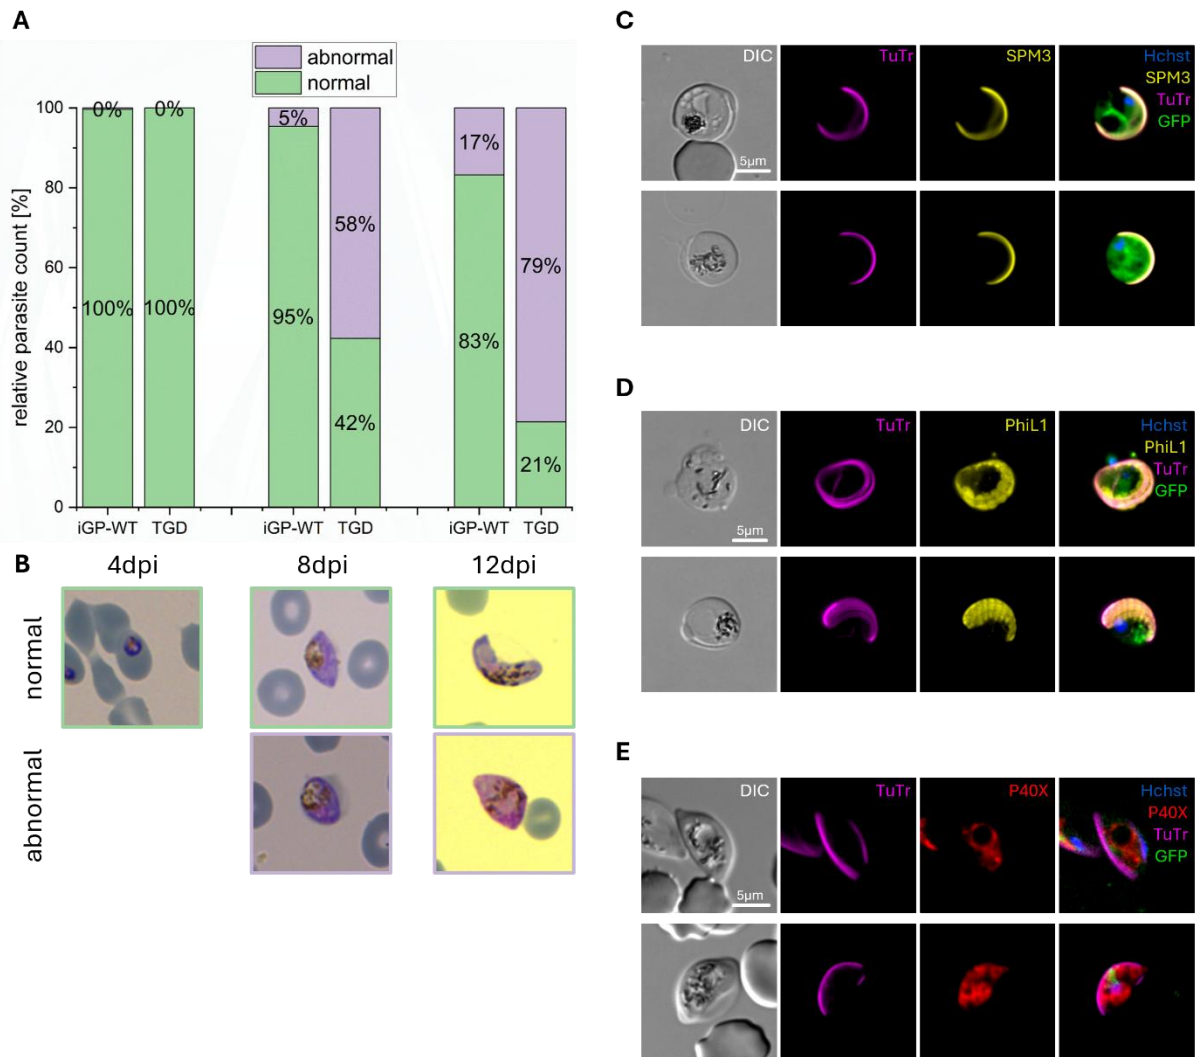 A
abnormal
normal
relative parasite count [%]
100
80
60
40
20
0
0%
100%
0%
100%
5%
95%
58%
42%
17%
83%
79%
21%
iGP-WT TGD iGP-WT TGD iGP-WT TGD
B
4dpi 8dpi 12dpi
normal
abnormal
C
DIC TuTr SPM3 Hchst
SPM3
TuTr
GFP
5µm
D
DIC TuTr PhiL1 Hchst
PhiL1
TuTr
GFP
5µm
E
DIC TuTr P40X Hchst
P40X
TuTr
GFP
5µm